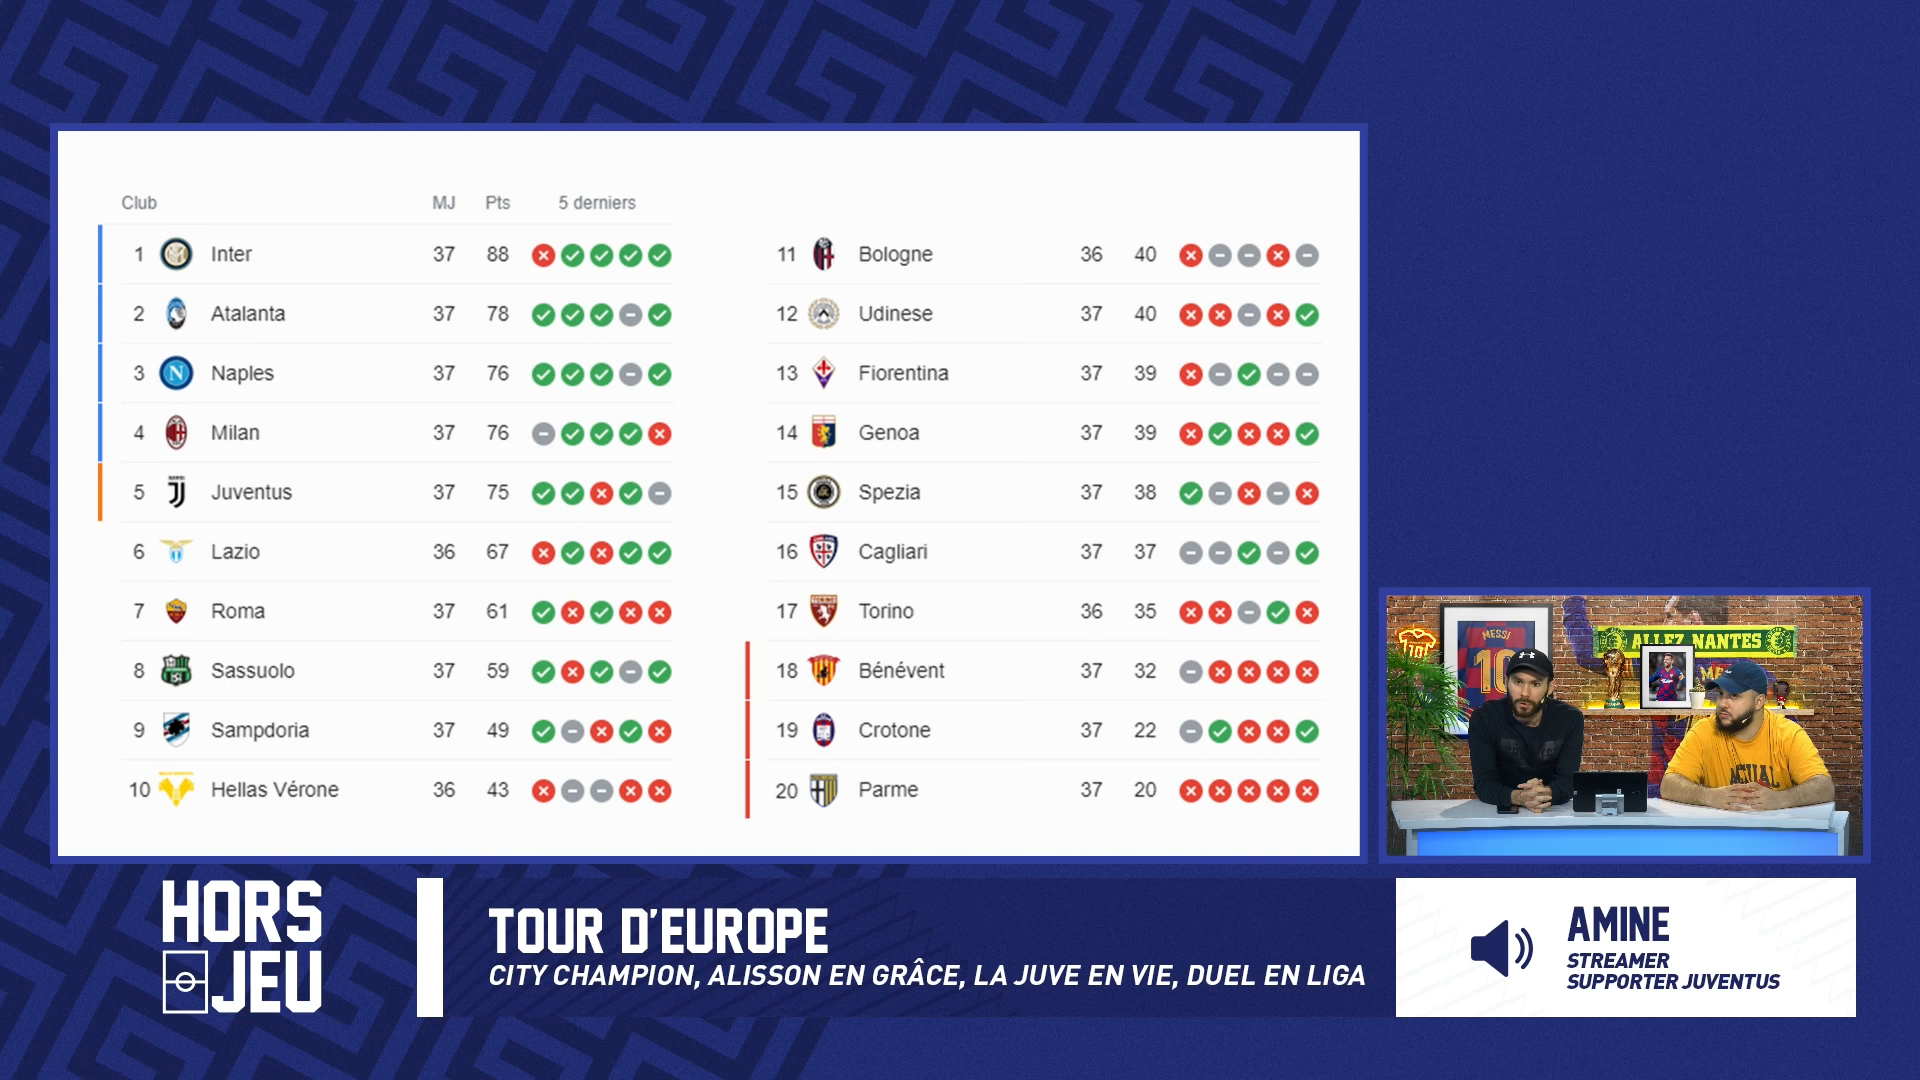 Club MJ Pts 5 derniers
1 Inter 37 88
2 Atalanta 37 78
3 Naples 37 76
4 Milan 37 76
5 Juventus 37 75
6 Lazio 36 67
7 Roma 37 61
8 Sassuolo 37 59
9 Sampdoria 37 49
10 Hellas Vérone 36 43
11 Bologne 36 40
12 Udinese 37 40
13 Fiorentina 37 39
14 Genoa 37 39
15 Spezia 37 38
16 Cagliari 37 37
17 Torino 36 35
18 Bénévent 37 32
19 Crotone 37 22
20 Parme 37 20
MESSI
10
10
ALLEZ NANTES
HORS
JEU
TOUR D'EUROPE
CITY CHAMPION, ALISSON EN GRÂCE, LA JUVE EN VIE, DUEL EN LIGA
AMINE
STREAMER
SUPPORTER JUVENTUS